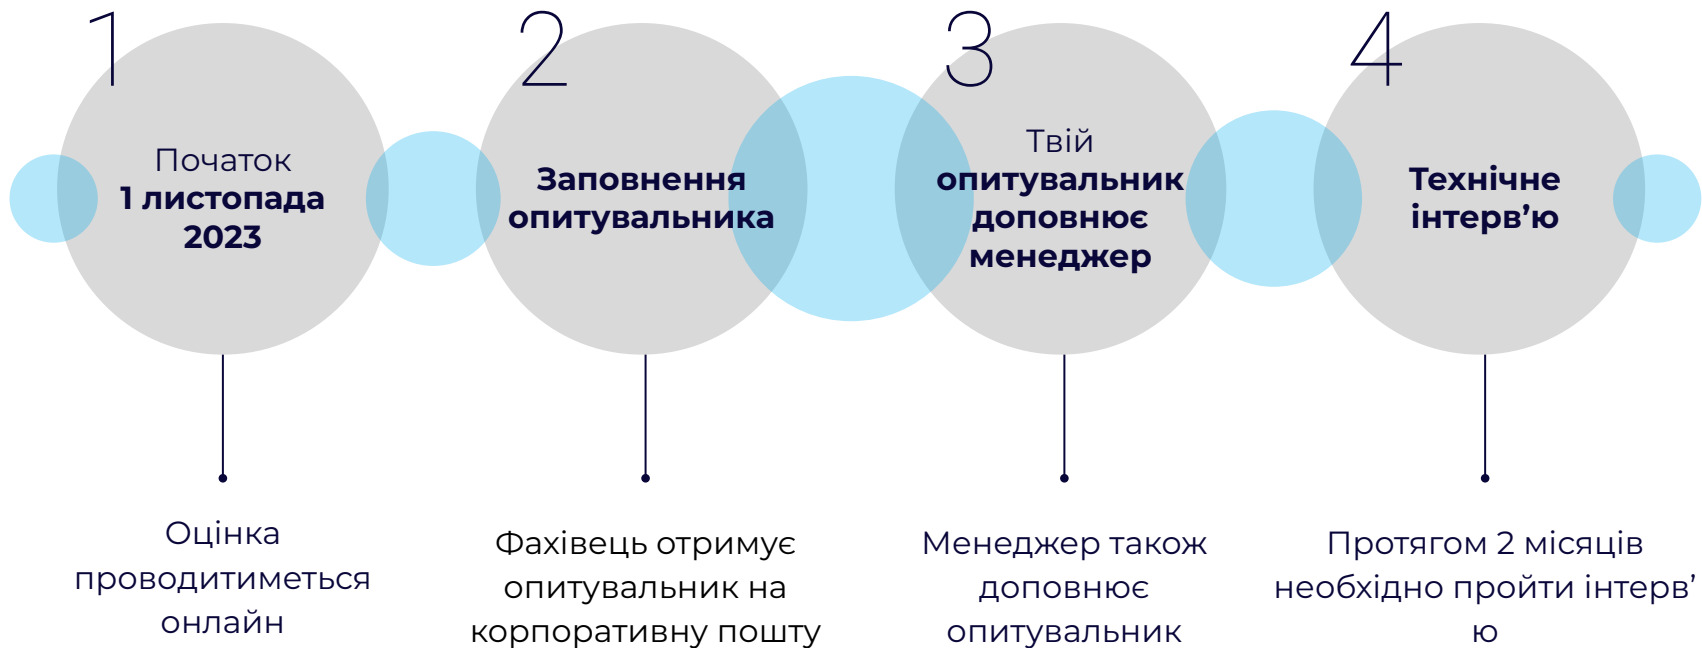 1
Початок
1 листопада
2023
Оцінка
проводитиметься
онлайн
2
Заповнення
опитувальника
Фахівець отримує
опитувальник на
корпоративну пошту
3
Твій
опитувальник
доповнює
менеджер
Менеджер також
доповнює
опитувальник
4
Технічне
інтерв’ю
Протягом 2 місяців
необхідно пройти інтерв’
ю